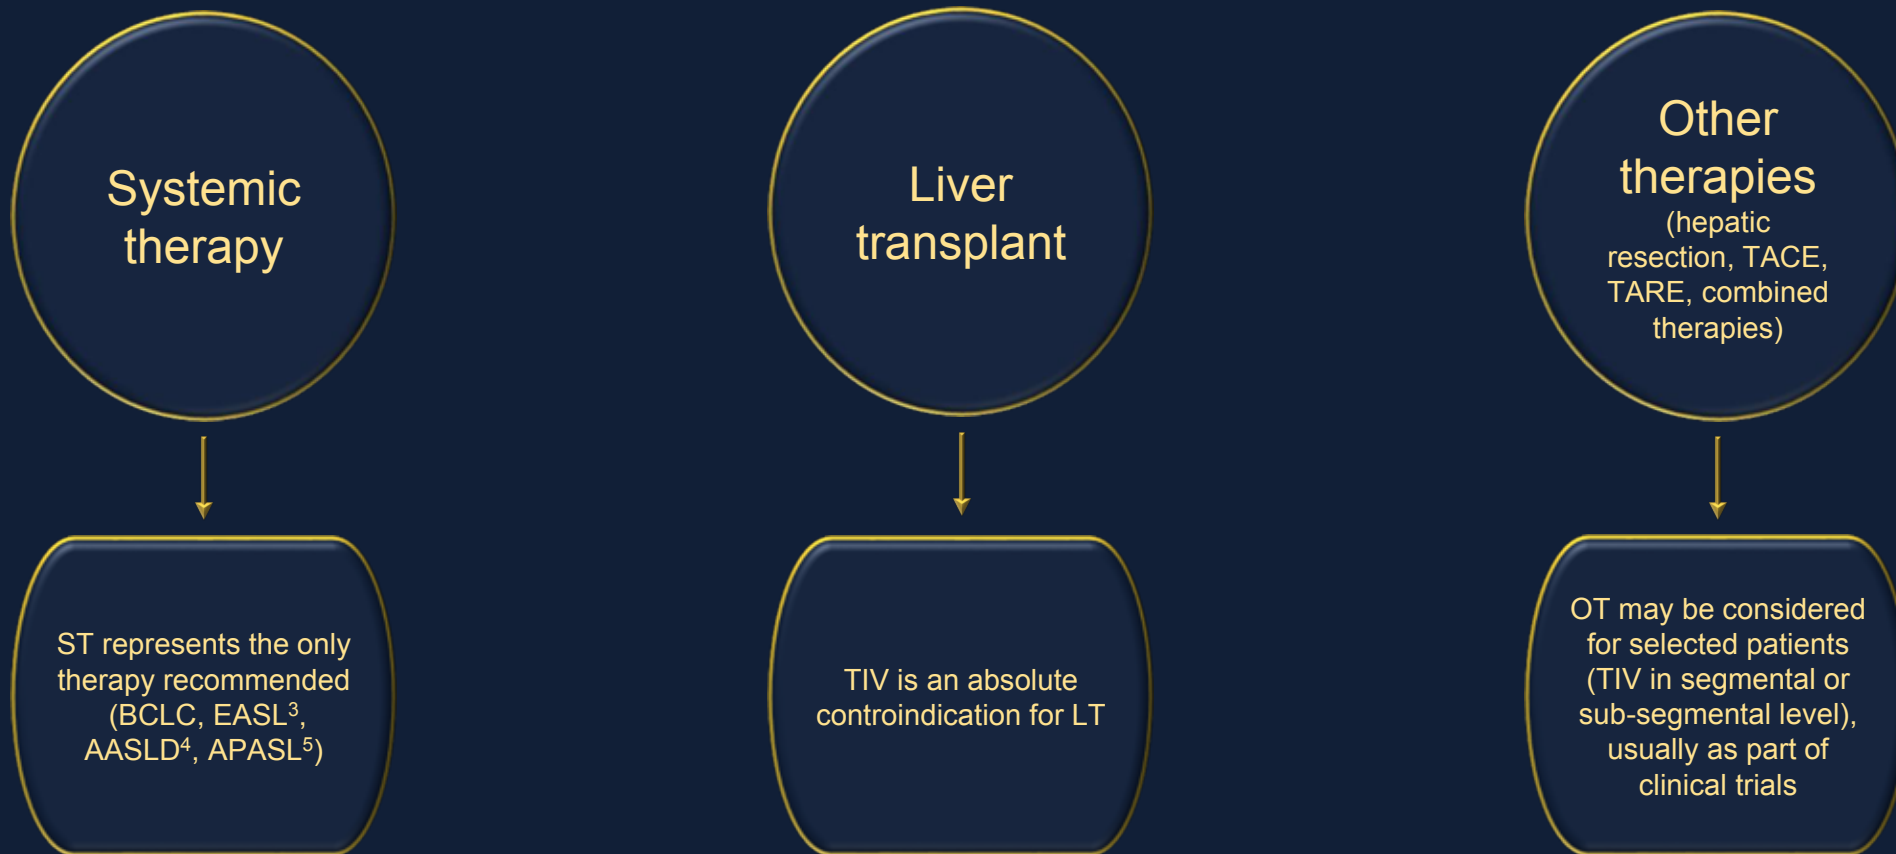 Systemic
therapy
Liver
transplant
Other
therapies
(hepatic
resection, TACE,
TARE, combined
therapies)
ST represents the only
therapy recommended
(BCLC, EASL³,
AASLD⁴, APASL⁵)
TIV is an absolute
controindication for LT
OT may be considered
for selected patients
(TIV in segmental or
sub-segmental level),
usually as part of
clinical trials